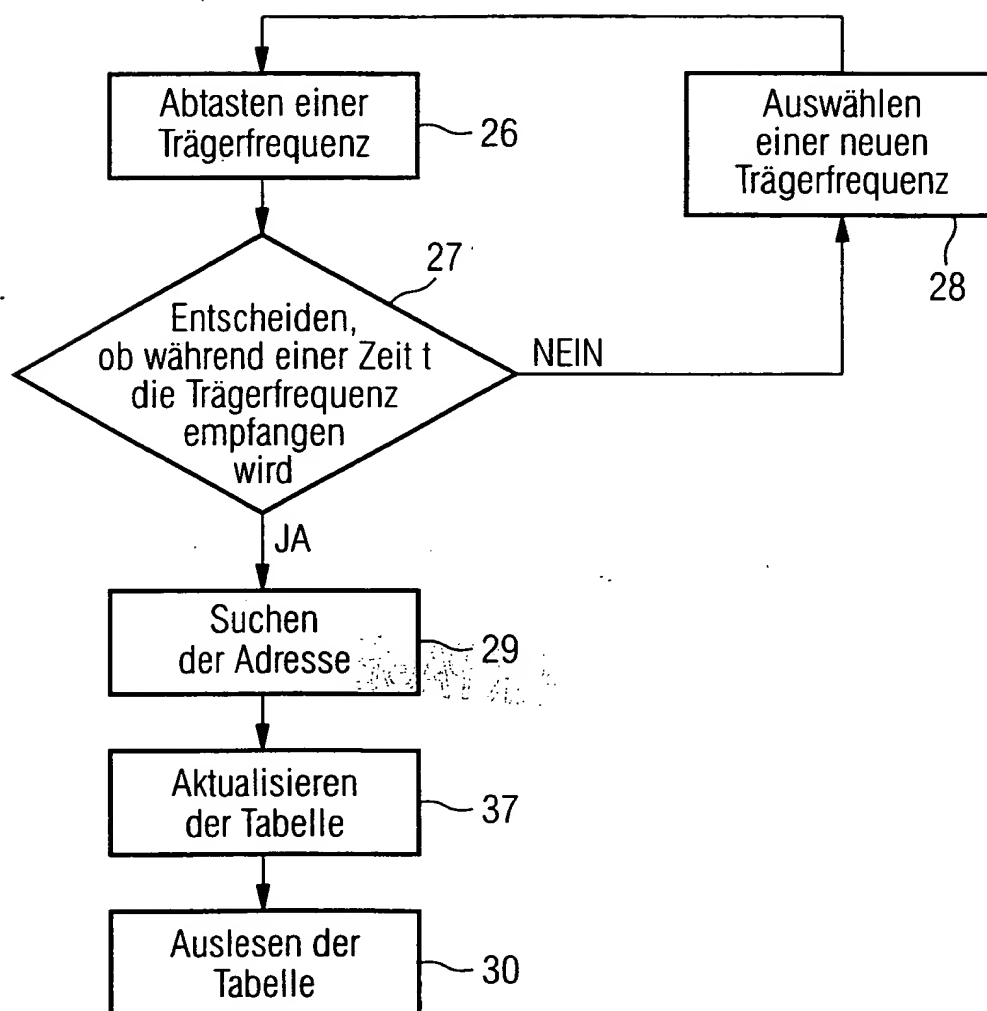 Abtasten einer
Trägerfrequenz
26
Auswählen
einer neuen
Trägerfrequenz
28
27
Entscheiden,
ob während einer Zeit t
die Trägerfrequenz
empfangen
wird
NEIN
JA
Suchen
der Adresse
29
Aktualisieren
der Tabelle
37
Auslesen der
Tabelle
30